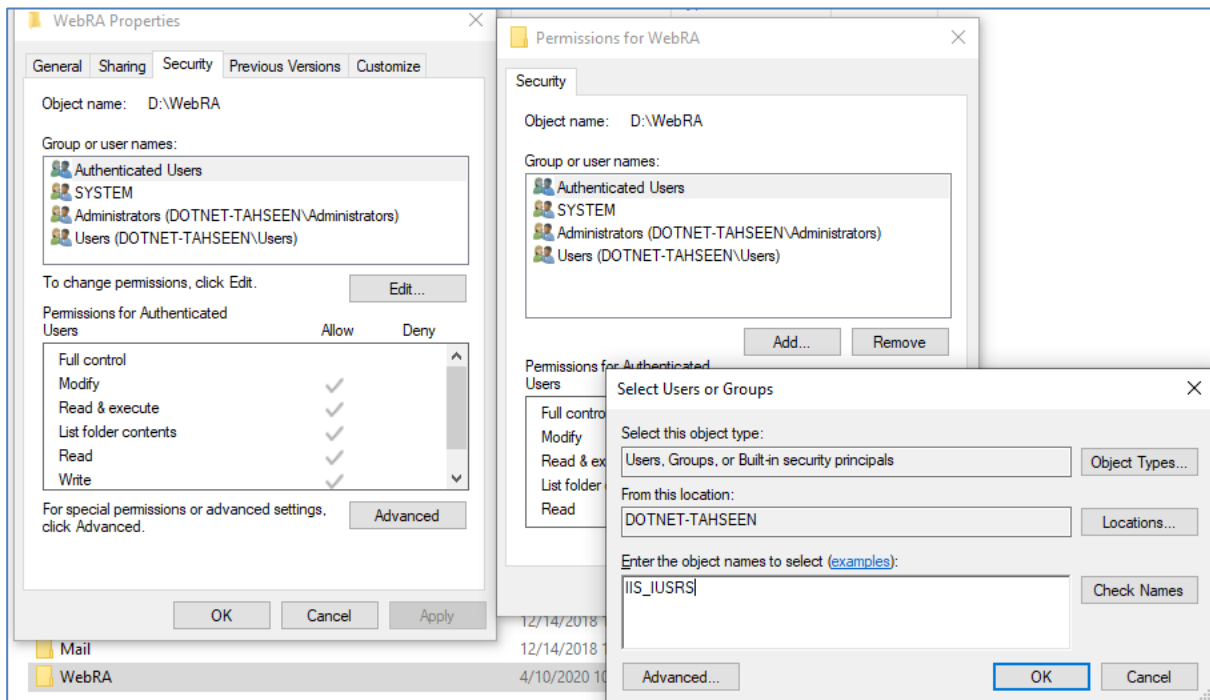 WebRA Properties
General Sharing Security Previous Versions Customize
Object name: D:\WebRA
Group or user names:
Authenticated Users
SYSTEM
Administrators (DOTNET-TAHSEEN\Administrators)
Users (DOTNET-TAHSEEN\Users)
To change permissions, click Edit.
Edit...
Permissions for Authenticated
Users Allow Deny
Full control
Modify
Read & execute
List folder contents
Read
Write
For special permissions or advanced settings,
click Advanced.
Advanced
OK Cancel Apply
Permissions for WebRA
Security
Object name: D:\WebRA
Group or user names:
Authenticated Users
SYSTEM
Administrators (DOTNET-TAHSEEN\Administrators)
Users (DOTNET-TAHSEEN\Users)
Add... Remove
Permissions for Authenticated
Users
Full contro
Modify
Read & ex
List folder
Read
Select Users or Groups
Select this object type:
Users, Groups, or Built-in security principals
Object Types...
From this location:
DOTNET-TAHSEEN
Locations...
Enter the object names to select (examples):
IIS_IUSRS
Check Names
Advanced...
OK Cancel
12/14/2018 1
Mail 12/14/2018 1
WebRA 4/10/2020 10